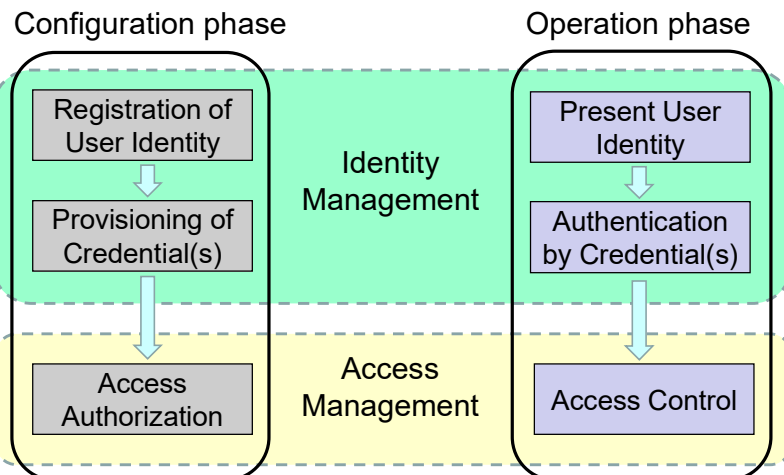 Configuration phase
Operation phase
Registration of
User Identity
Provisioning of
Credential(s)
Access
Authorization
Identity
Management
Access
Management
Present User
Identity
Authentication
by Credential(s)
Access Control